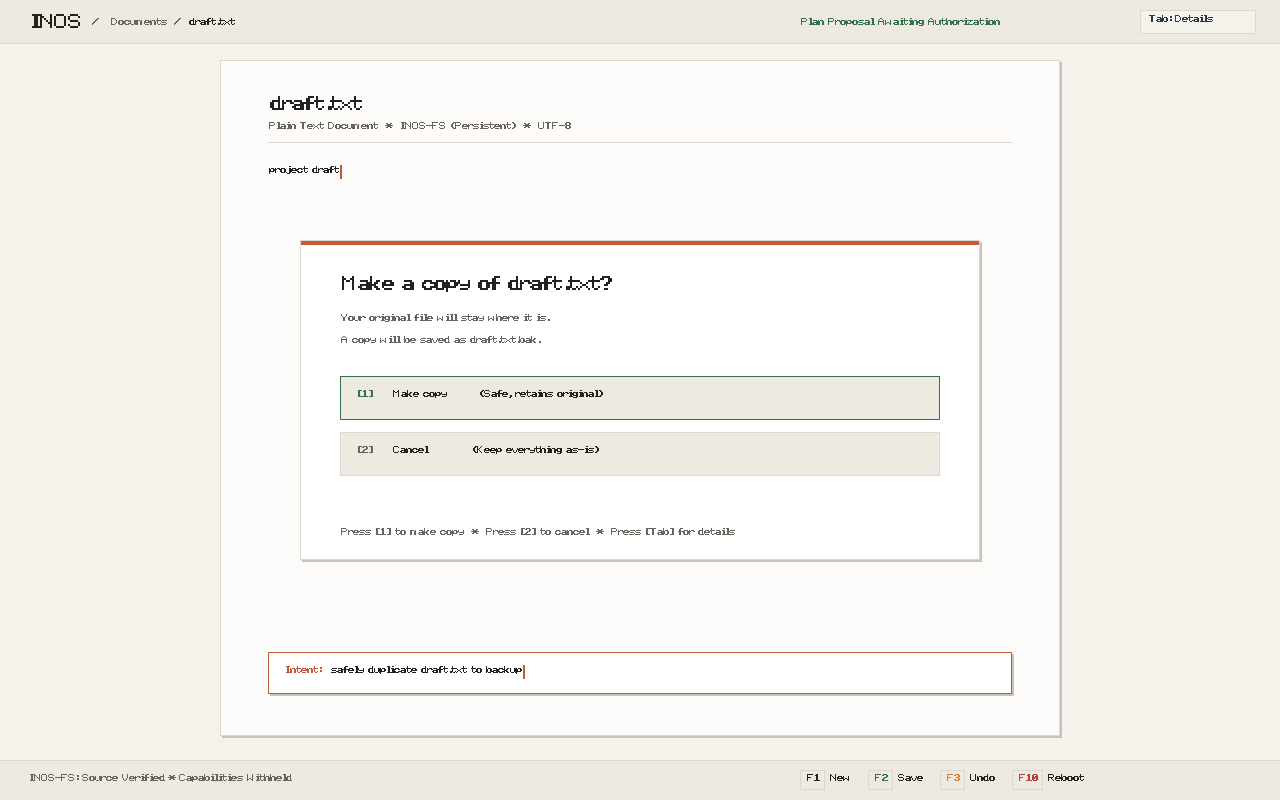 INOS / Documents / draft.txt
Plan Proposal Awaiting Authorization
Tab:Details
draft.txt
Plain Text Document * INOS-FS (Persistent) * UTF-8
project draft
Make a copy of draft.txt?
Your original file will stay where it is.
A copy will be saved as draft.txt.bak.
[1] Make copy (Safe, retains original)
[2] Cancel (Keep everything as-is)
Press [1] to make copy * Press [2] to cancel * Press [Tab] for details
Intent: safely duplicate draft.txt to backup
INOS-FS: Source Verified * Capabilities Withheld
F1 New F2 Save F3 Undo F10 Reboot